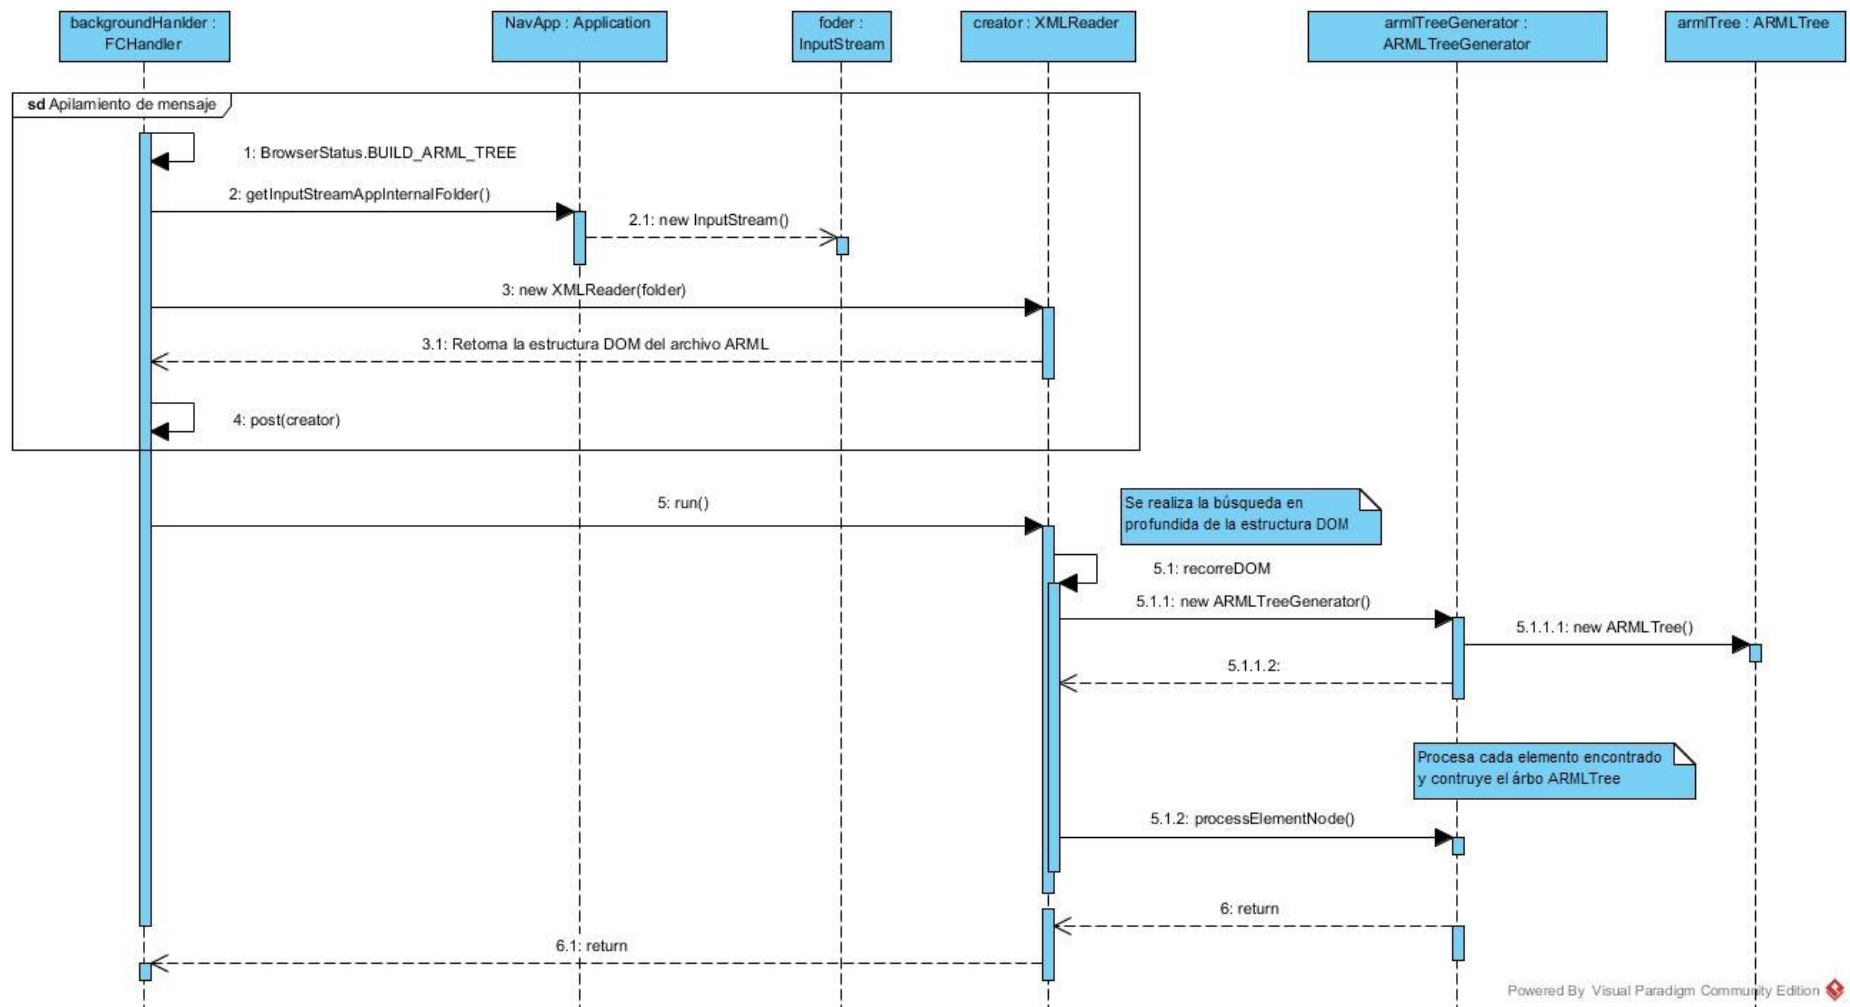 backgroundHanlder :
FCHandler
NavApp : Application
foder :
InputStream
creator : XMLReader
armlTreeGenerator :
ARMLTreeGenerator
armlTree : ARMLTree
sd Apilamiento de mensaje
1: BrowserStatus.BUILD_ARML_TREE
2: getInputStreamAppInternalFolder()
2.1: new InputStream()
3: new XMLReader(folder)
3.1: Retorna la estructura DOM del archivo ARML
4: post(creator)
5: run()
Se realiza la búsqueda en
profundida de la estructura DOM
5.1: recorreDOM
5.1.1: new ARMLTreeGenerator()
5.1.1.1: new ARMLTree()
5.1.1.2:
Procesa cada elemento encontrado
y contruye el árbo ARMLTree
5.1.2: processElementNode()
6: return
6.1: return
Powered By Visual Paradigm Community Edition